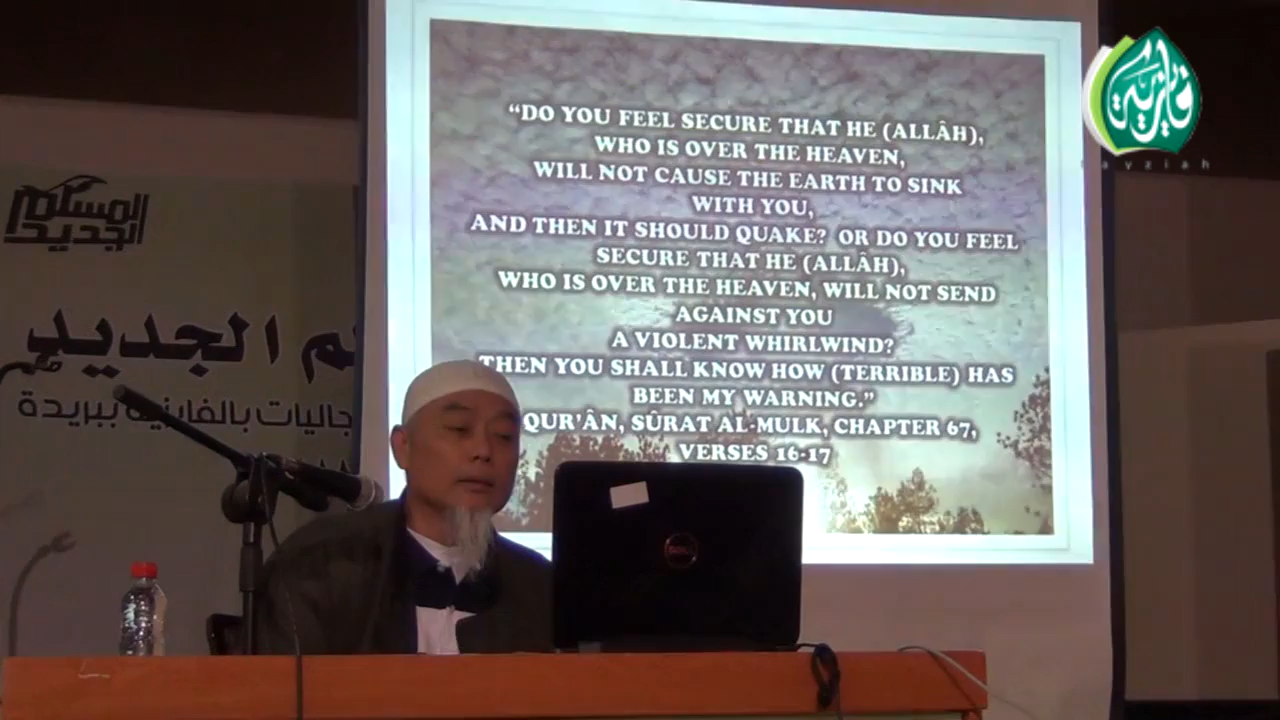 “DO YOU FEEL SECURE THAT HE (ALLÂH),
WHO IS OVER THE HEAVEN,
WILL NOT CAUSE THE EARTH TO SINK
WITH YOU,
AND THEN IT SHOULD QUAKE? OR DO YOU FEEL
SECURE THAT HE (ALLÂH),
WHO IS OVER THE HEAVEN, WILL NOT SEND
AGAINST YOU
A VIOLENT WHIRLWIND?
THEN YOU SHALL KNOW HOW (TERRIBLE) HAS
BEEN MY WARNING.”
QUR’ÂN, SÛRAT AL-MULK, CHAPTER 67,
VERSES 16-17
فايزية
المسلم
الجديد
الجديد
جاليات بالفايزية ببريدة
DELL